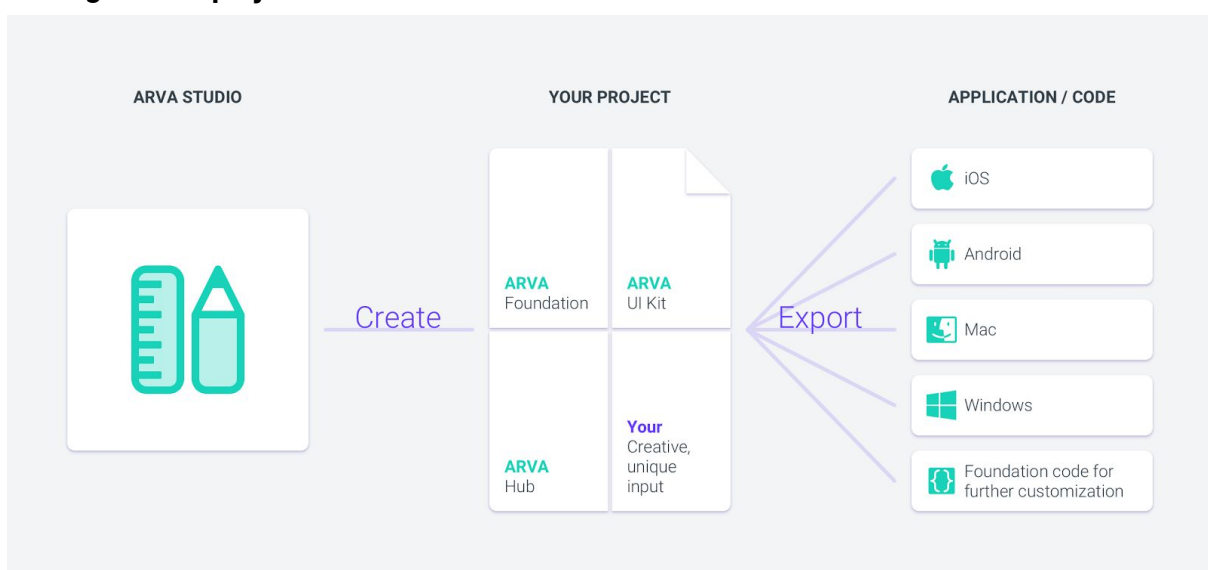 ARVA STUDIO
YOUR PROJECT
APPLICATION / CODE
Create
ARVA
Foundation
ARVA
UI Kit
ARVA
Hub
Your
Creative,
unique
input
Export
iOS
Android
Mac
Windows
Foundation code for
further customization